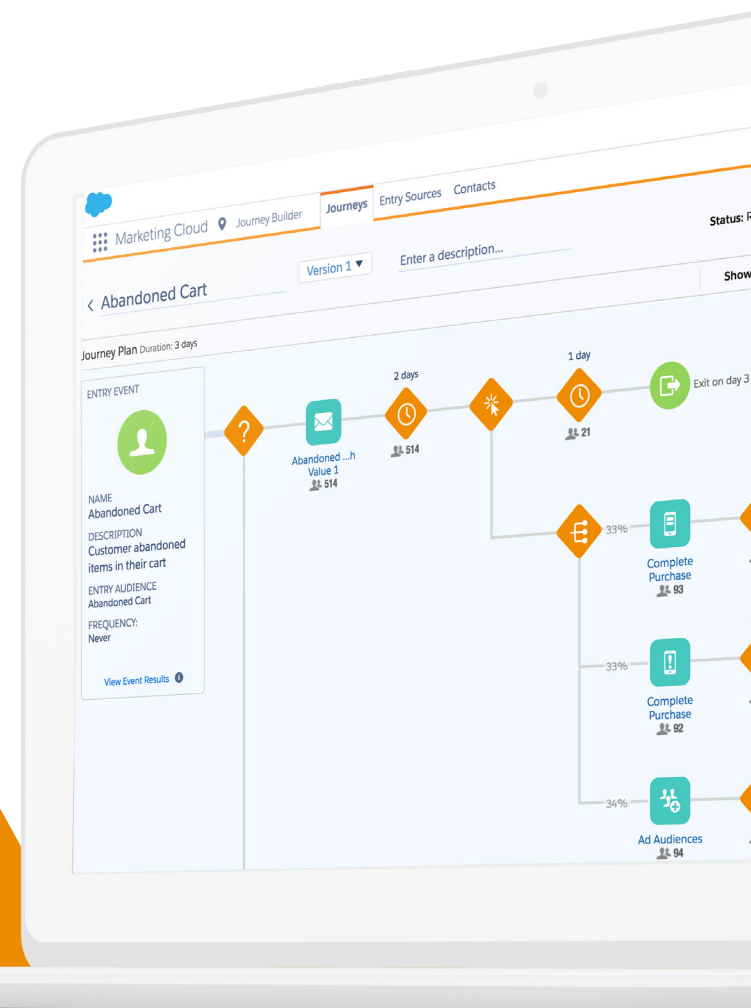 Marketing Cloud Journey Builder Journeys Entry Sources Contacts
Status:
< Abandoned Cart Version 1 ▼ Enter a description...
Show
Journey Plan Duration: 3 days
ENTRY EVENT
NAME
Abandoned Cart
DESCRIPTION
Customer abandoned
items in their cart
ENTRY AUDIENCE
Abandoned Cart
FREQUENCY:
Never
View Event Results
?
Abandoned ...h
Value 1
514
2 days
514
1 day
21
Exit on day 3
33%
Complete
Purchase
93
33%
Complete
Purchase
92
34%
Ad Audiences
94